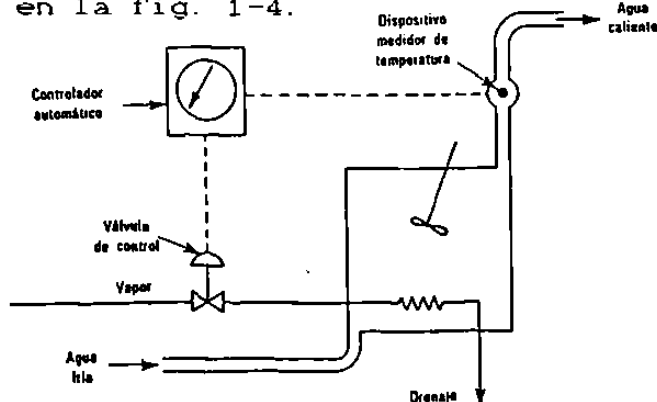 en la fig. 1-4.
Dispositivo
medidor de
temperatura
Agua
caliente
Controlador
automático
Válvula
de control
Vapor
Agua
fria
Drenaje